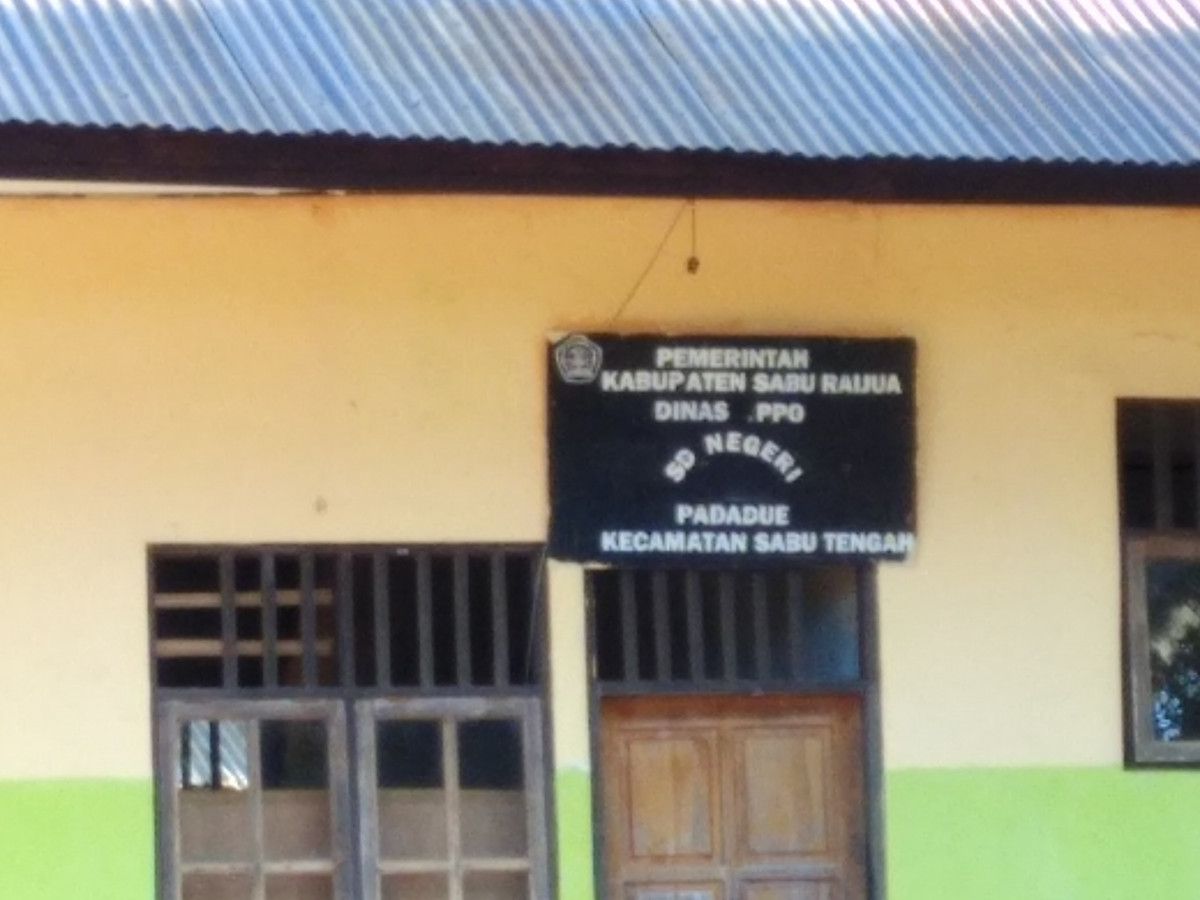 PEMERINTAH
KABUPATEN SABU RAIJUA
DINAS .PPO
SD NEGERI
PADADUE
KECAMATAN SABU TENGAH